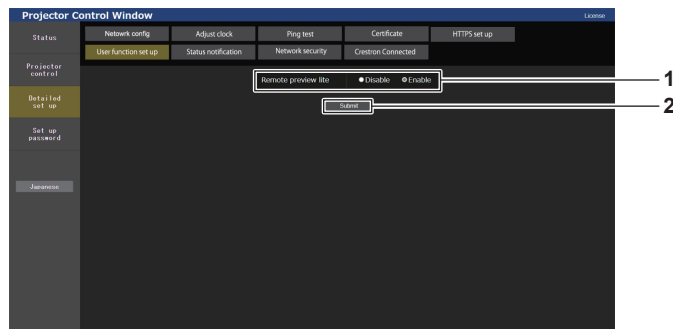 Projector Control Window
License
Status
Netowrk config
Adjust clock
Ping test
Certificate
HTTPS set up
User function set up
Status notification
Network security
Crestron Connected
Projector
control
Remote preview lite
Disable
Enable
1
Detailed
set up
Submit
2
Set up
password
Japanese